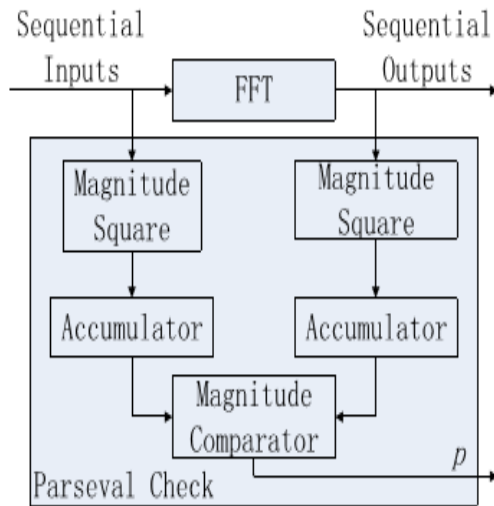 Sequential
Inputs
Sequential
Outputs
FFT
Magnitude
Square
Magnitude
Square
Accumulator
Accumulator
Magnitude
Comparator
p
Parseval Check